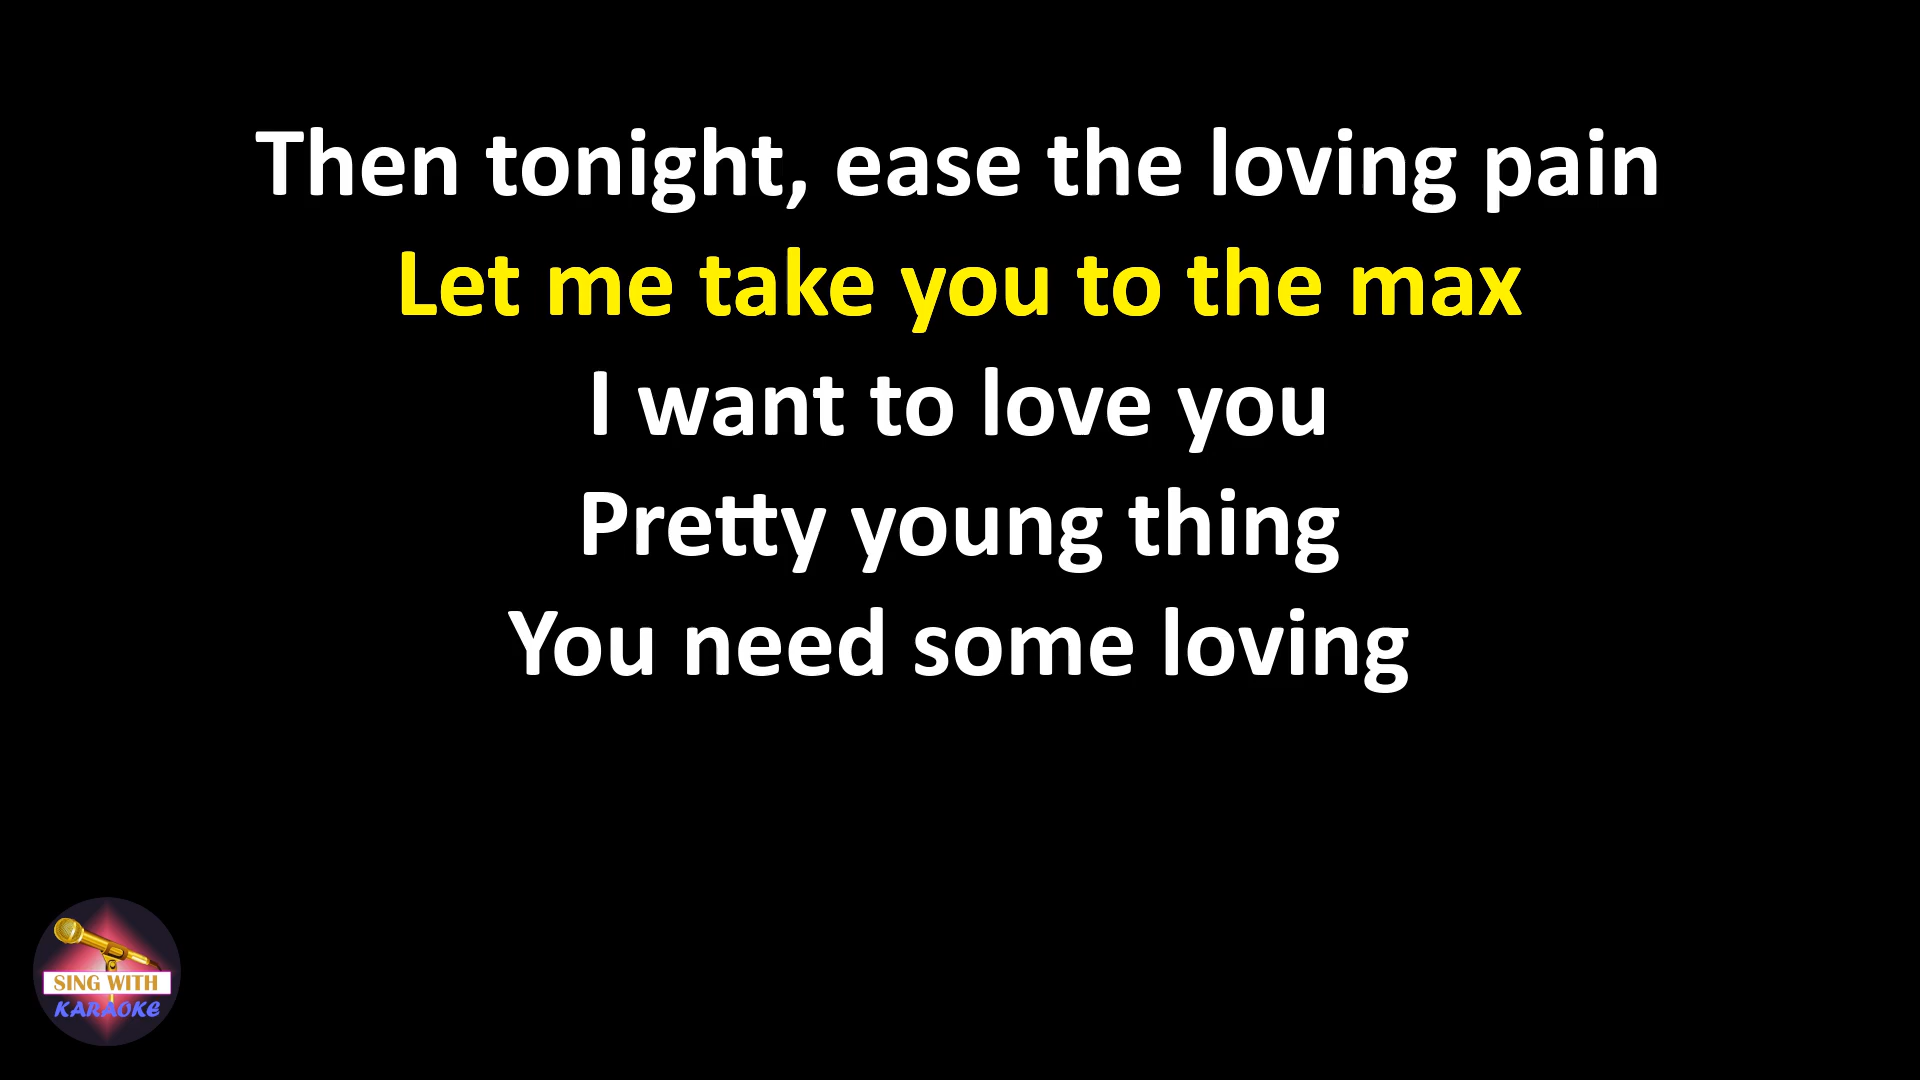 Then tonight, ease the loving pain
Let me take you to the max
I want to love you
Pretty young thing
You need some loving
SING WITH
KARAOKE